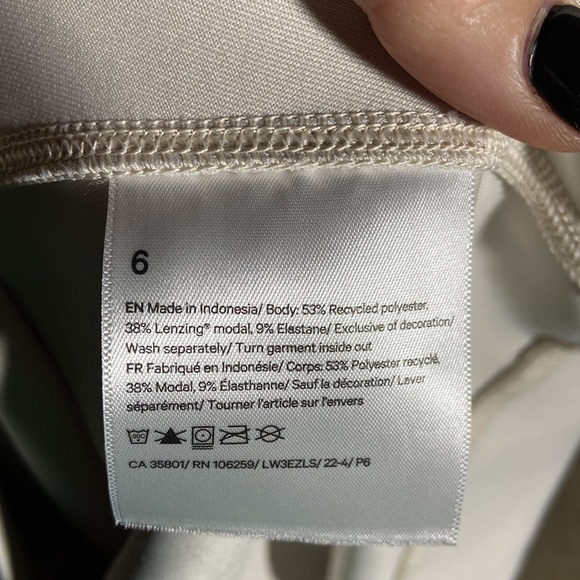 6
EN Made in Indonesia/ Body: 53% Recycled polyester,
38% Lenzing® modal, 9% Elastane/ Exclusive of decoration/
Wash separately/ Turn garment inside out
FR Fabriqué en Indonésie/ Corps: 53% Polyester recyclé,
38% Modal, 9% Élasthanne/ Sauf la décoration/ Laver
séparément/ Tourner l'article sur l'envers
CA 35801/ RN 106259/ LW3EZLS/ 22-4/ P6